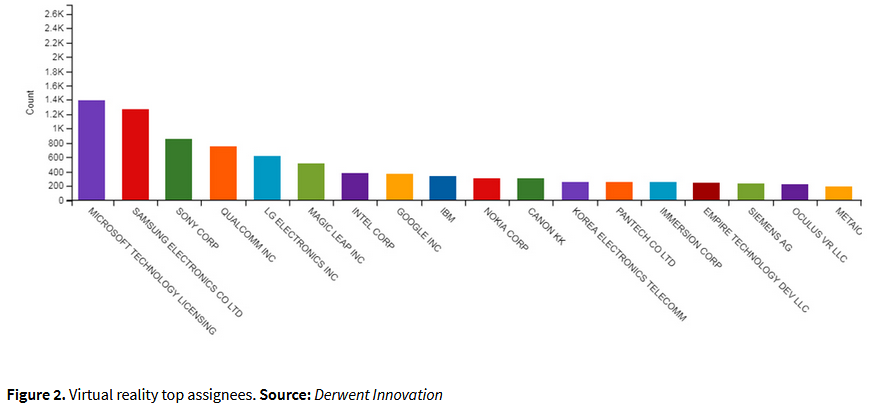 2.6K
2.4K
2.2K
2K
1.8K
1.6K
1.4K
1.2K
1K
800
600
400
200
0
Count
MICROSOFT TECHNOLOGY LICENSING
SAMSUNG ELECTRONICS CO LTD
SONY CORP
QUALCOMM INC
LG ELECTRONICS INC
MAGIC LEAP INC
INTEL CORP
GOOGLE INC
IBM
NOKIA CORP
CANON KK
KOREA ELECTRONICS TELECOMM
PANTECH CO LTD
IMMERSION CORP
EMPIRE TECHNOLOGY DEV LLC
SIEMENS AG
OCULUS VR LLC
METAIO
Figure 2. Virtual reality top assignees. Source: Derwent Innovation